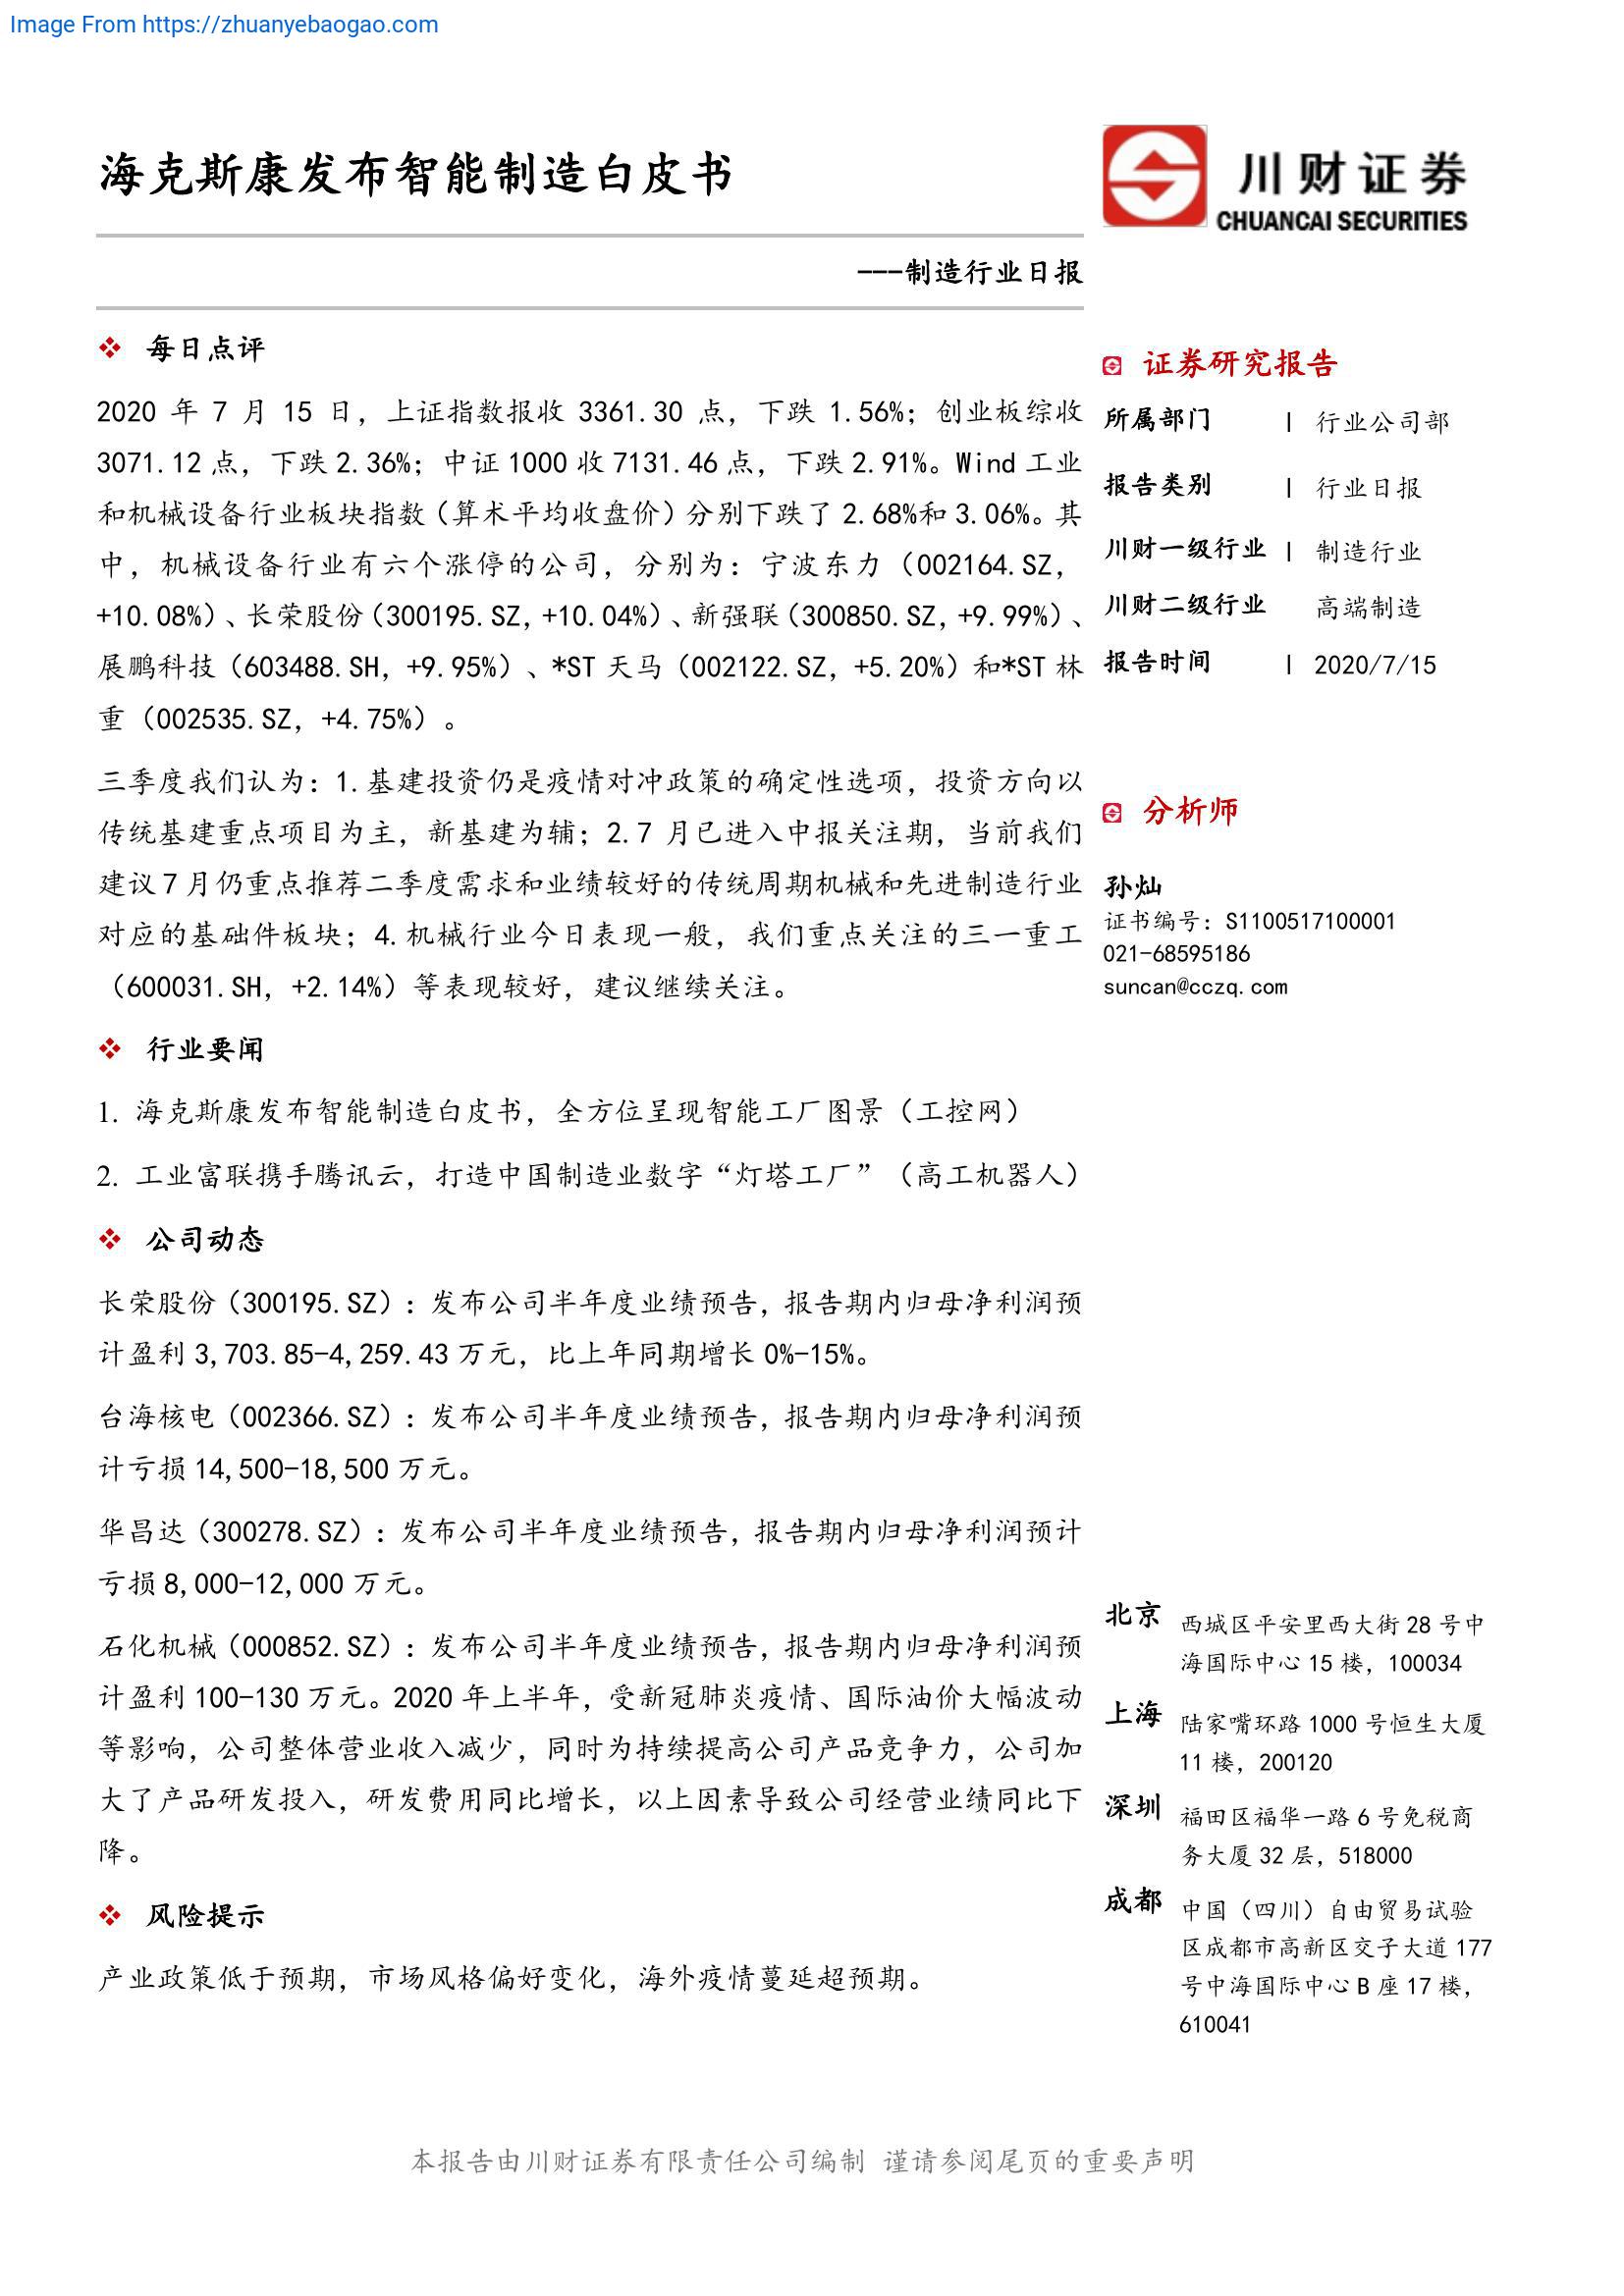 Image From https://zhuanyebaogao.com
海克斯康发布智能制造白皮书
川财证券
CHUANCAI SECURITIES
---制造行业日报
❖ 每日点评
2020 年 7 月 15 日，上证指数报收 3361.30 点，下跌 1.56%；创业板综收
3071.12 点，下跌 2.36%；中证 1000 收 7131.46 点，下跌 2.91%。Wind 工业
和机械设备行业板块指数（算术平均收盘价）分别下跌了 2.68%和 3.06%。其
中，机械设备行业有六个涨停的公司，分别为：宁波东力（002164.SZ，
+10.08%）、长荣股份（300195.SZ，+10.04%）、新强联（300850.SZ，+9.99%）、
展鹏科技（603488.SH，+9.95%）、*ST 天马（002122.SZ，+5.20%）和*ST 林
重（002535.SZ，+4.75%）。
三季度我们认为：1.基建投资仍是疫情对冲政策的确定性选项，投资方向以
传统基建重点项目为主，新基建为辅；2.7 月已进入中报关注期，当前我们
建议 7 月仍重点推荐二季度需求和业绩较好的传统周期机械和先进制造行业
对应的基础件板块；4.机械行业今日表现一般，我们重点关注的三一重工
（600031.SH，+2.14%）等表现较好，建议继续关注。
❖ 行业要闻
1. 海克斯康发布智能制造白皮书，全方位呈现智能工厂图景（工控网）
2. 工业富联携手腾讯云，打造中国制造业数字“灯塔工厂”（高工机器人）
❖ 公司动态
长荣股份（300195.SZ）：发布公司半年度业绩预告，报告期内归母净利润预
计盈利 3,703.85-4,259.43 万元，比上年同期增长 0%-15%。
台海核电（002366.SZ）：发布公司半年度业绩预告，报告期内归母净利润预
计亏损 14,500-18,500 万元。
华昌达（300278.SZ）：发布公司半年度业绩预告，报告期内归母净利润预计
亏损 8,000-12,000 万元。
石化机械（000852.SZ）：发布公司半年度业绩预告，报告期内归母净利润预
计盈利 100-130 万元。2020 年上半年，受新冠肺炎疫情、国际油价大幅波动
等影响，公司整体营业收入减少，同时为持续提高公司产品竞争力，公司加
大了产品研发投入，研发费用同比增长，以上因素导致公司经营业绩同比下
降。
❖ 风险提示
产业政策低于预期，市场风格偏好变化，海外疫情蔓延超预期。
证券研究报告
所属部门 | 行业公司部
报告类别 | 行业日报
川财一级行业 | 制造行业
川财二级行业 高端制造
报告时间 | 2020/7/15
分析师
孙灿
证书编号：S1100517100001
021-68595186
suncan@cczq.com
北京 西城区平安里西大街 28 号中
海国际中心 15 楼，100034
上海 陆家嘴环路 1000 号恒生大厦
11 楼，200120
深圳 福田区福华一路 6 号免税商
务大厦 32 层，518000
成都 中国（四川）自由贸易试验
区成都市高新区交子大道 177
号中海国际中心 B 座 17 楼，
610041
本报告由川财证券有限责任公司编制 谨请参阅尾页的重要声明